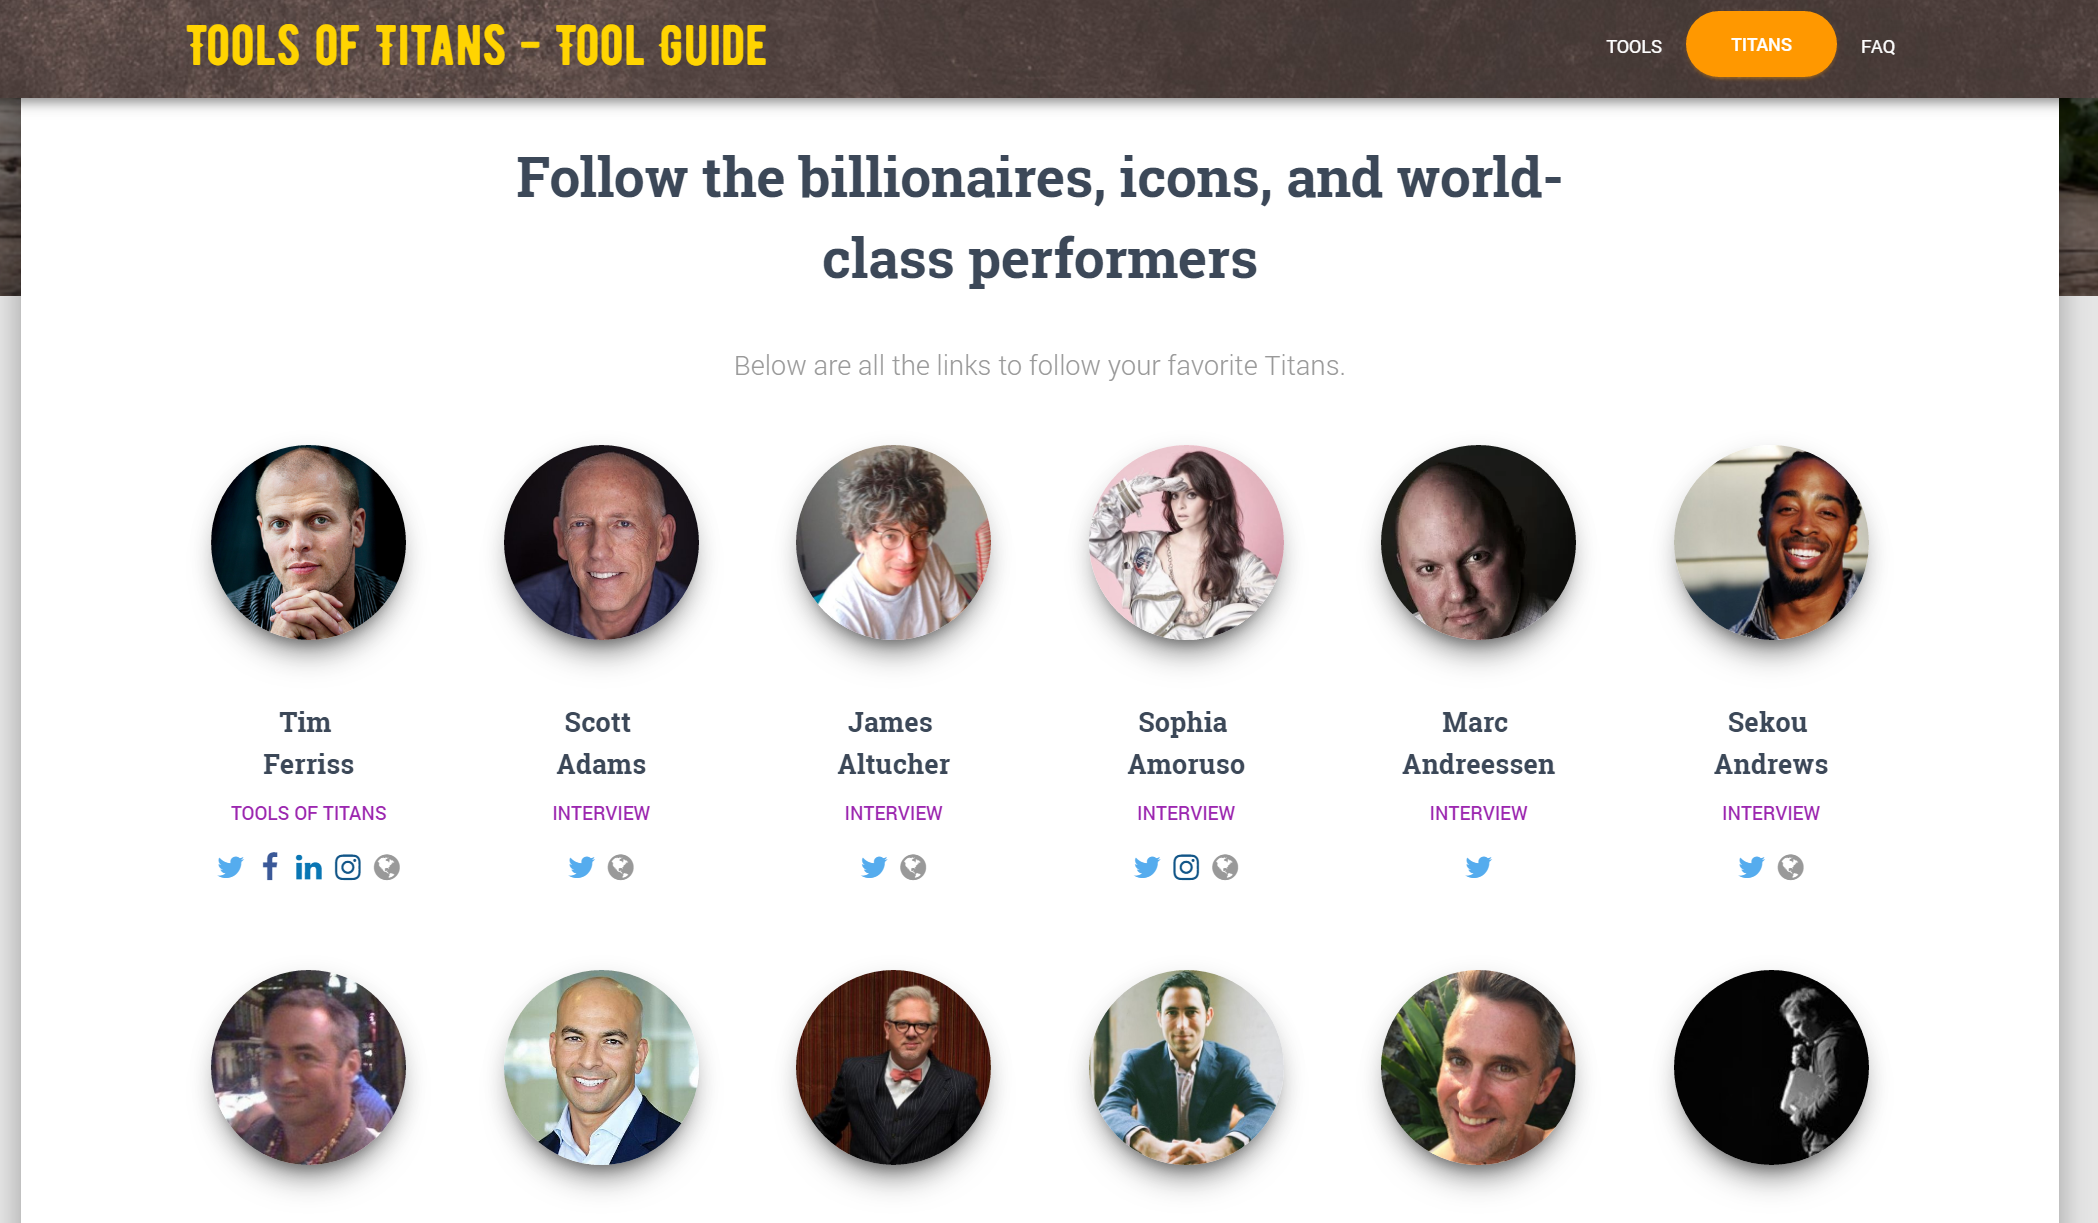 TOOLS OF TITANS - TOOL GUIDE
TOOLS
TITANS
FAQ
Follow the billionaires, icons, and world-
class performers
Below are all the links to follow your favorite Titans.
Tim
Ferriss
TOOLS OF TITANS
Scott
Adams
INTERVIEW
James
Altucher
INTERVIEW
Sophia
Amoruso
INTERVIEW
Marc
Andreessen
INTERVIEW
Sekou
Andrews
INTERVIEW